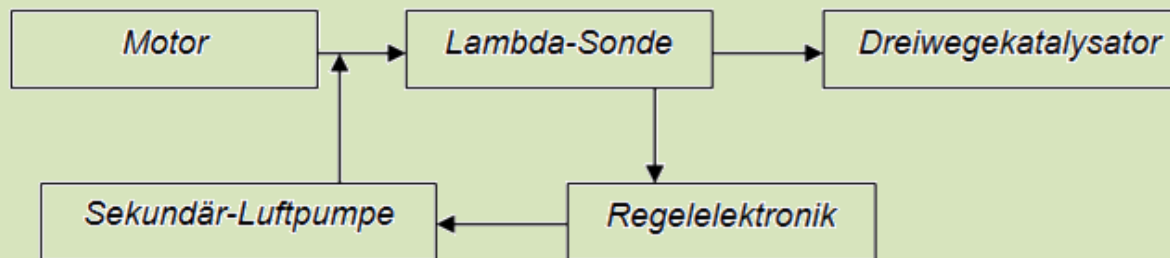 Motor
Lambda-Sonde
Dreiwegekatalysator
Sekundär-Luftpumpe
Regelelektronik